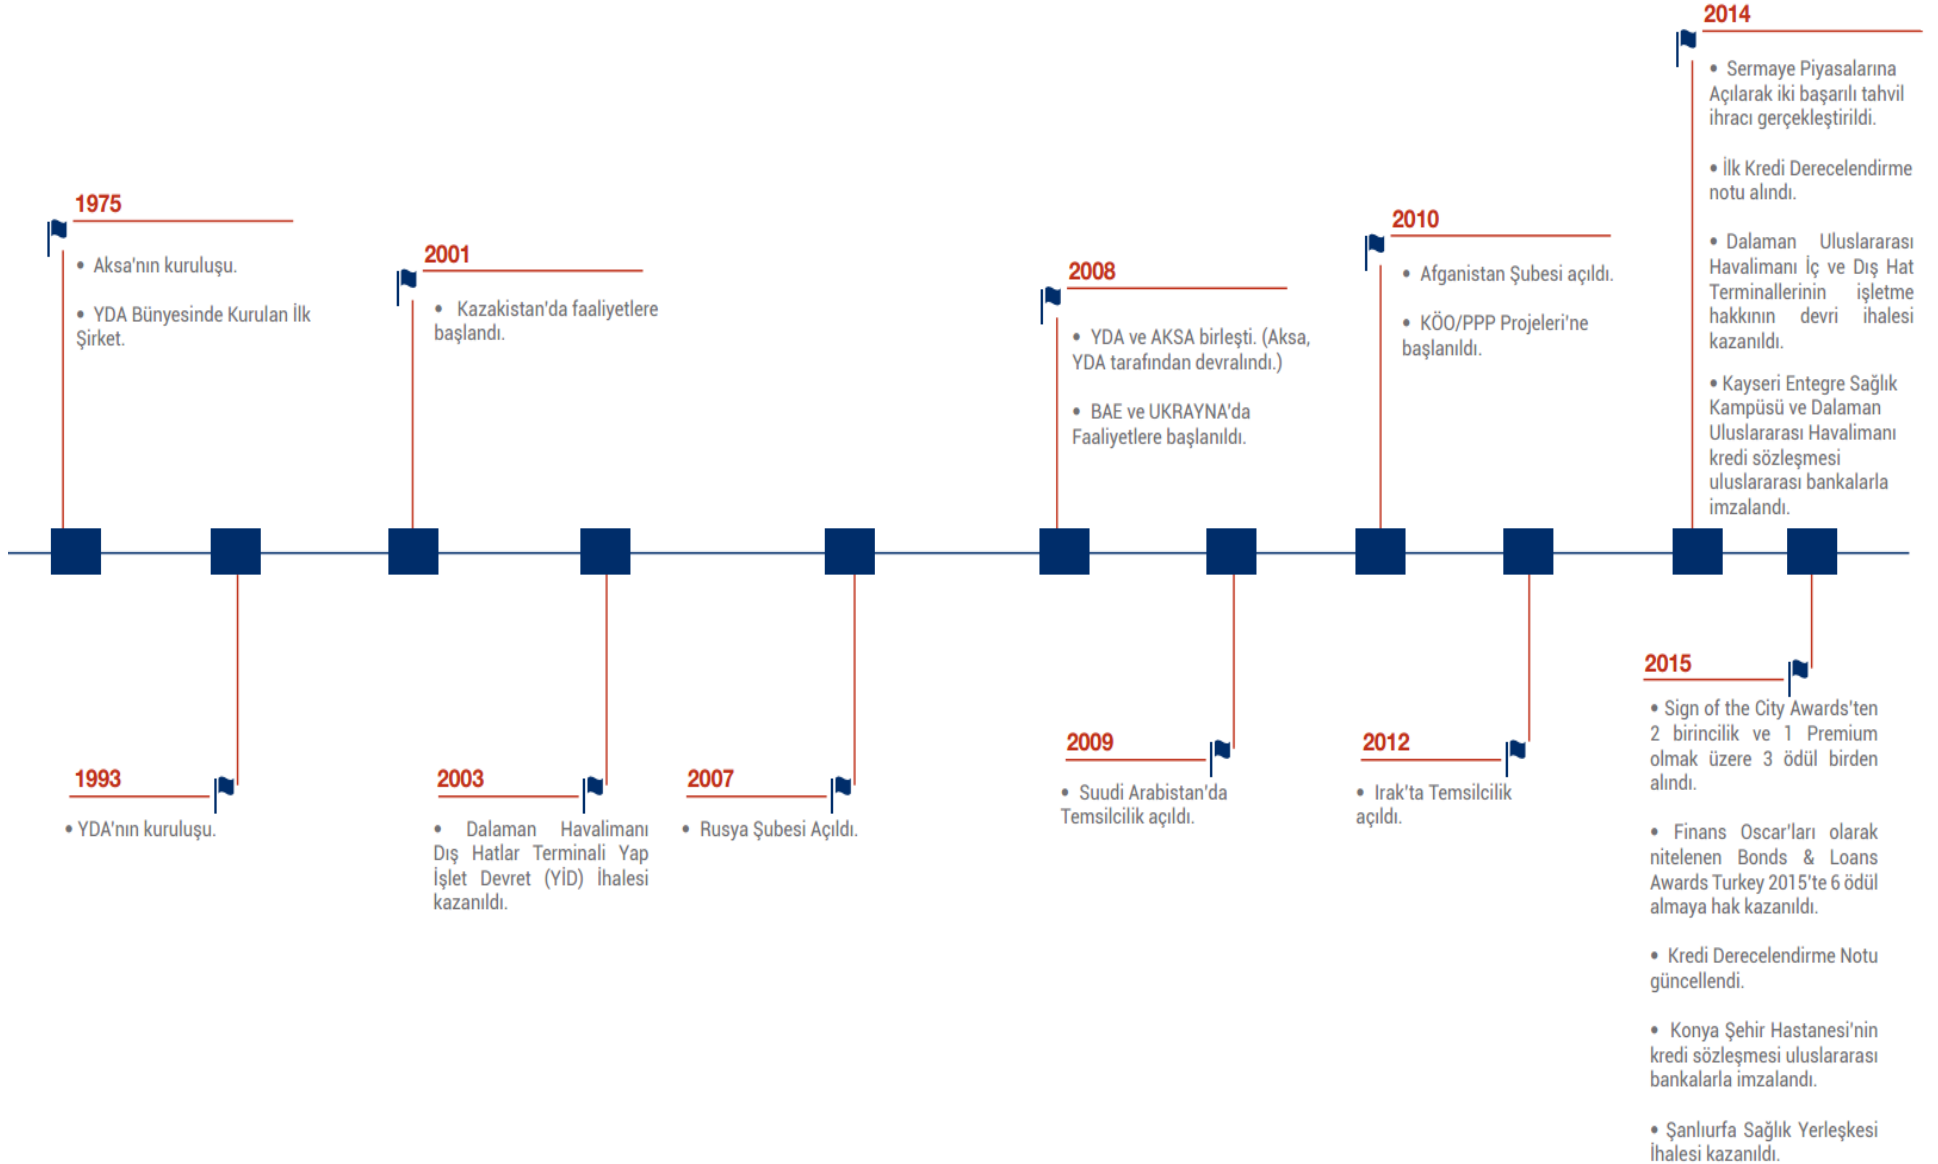 1975
• Aksa'nın kuruluşu.
• YDA Bünyesinde Kurulan İlk
Şirket.
1993
• YDA'nın kuruluşu.
2001
• Kazakistan'da faaliyetlere
başlandı.
2003
• Dalaman Havalimanı
Dış Hatlar Terminali Yap
İşlet Devret (YİD) İhalesi
kazanıldı.
2007
• Rusya Şubesi Açıldı.
2008
• YDA ve AKSA birleşti. (Aksa,
YDA tarafından devralındı.)
• BAE ve UKRAYNA'da
Faaliyetlere başlanıldı.
2009
• Suudi Arabistan'da
Temsilcilik açıldı.
2010
• Afganistan Şubesi açıldı.
• KÖO/PPP Projeleri'ne
başlanıldı.
2012
• Irak'ta Temsilcilik
açıldı.
2014
• Sermaye Piyasalarına
Açılarak iki başarılı tahvil
ihracı gerçekleştirildi.
• İlk Kredi Derecelendirme
notu alındı.
• Dalaman Uluslararası
Havalimanı İç ve Dış Hat
Terminallerinin işletme
hakkının devri ihalesi
kazanıldı.
• Kayseri Entegre Sağlık
Kampüsü ve Dalaman
Uluslararası Havalimanı
kredi sözleşmesi
uluslararası bankalarla
imzalandı.
2015
• Sign of the City Awards'ten
2 birincilik ve 1 Premium
olmak üzere 3 ödül birden
alındı.
• Finans Oscar'ları olarak
nitelenen Bonds & Loans
Awards Turkey 2015'te 6 ödül
almaya hak kazanıldı.
• Kredi Derecelendirme Notu
güncellendi.
• Konya Şehir Hastanesi'nin
kredi sözleşmesi uluslararası
bankalarla imzalandı.
• Şanlıurfa Sağlık Yerleşkesi
İhalesi kazanıldı.